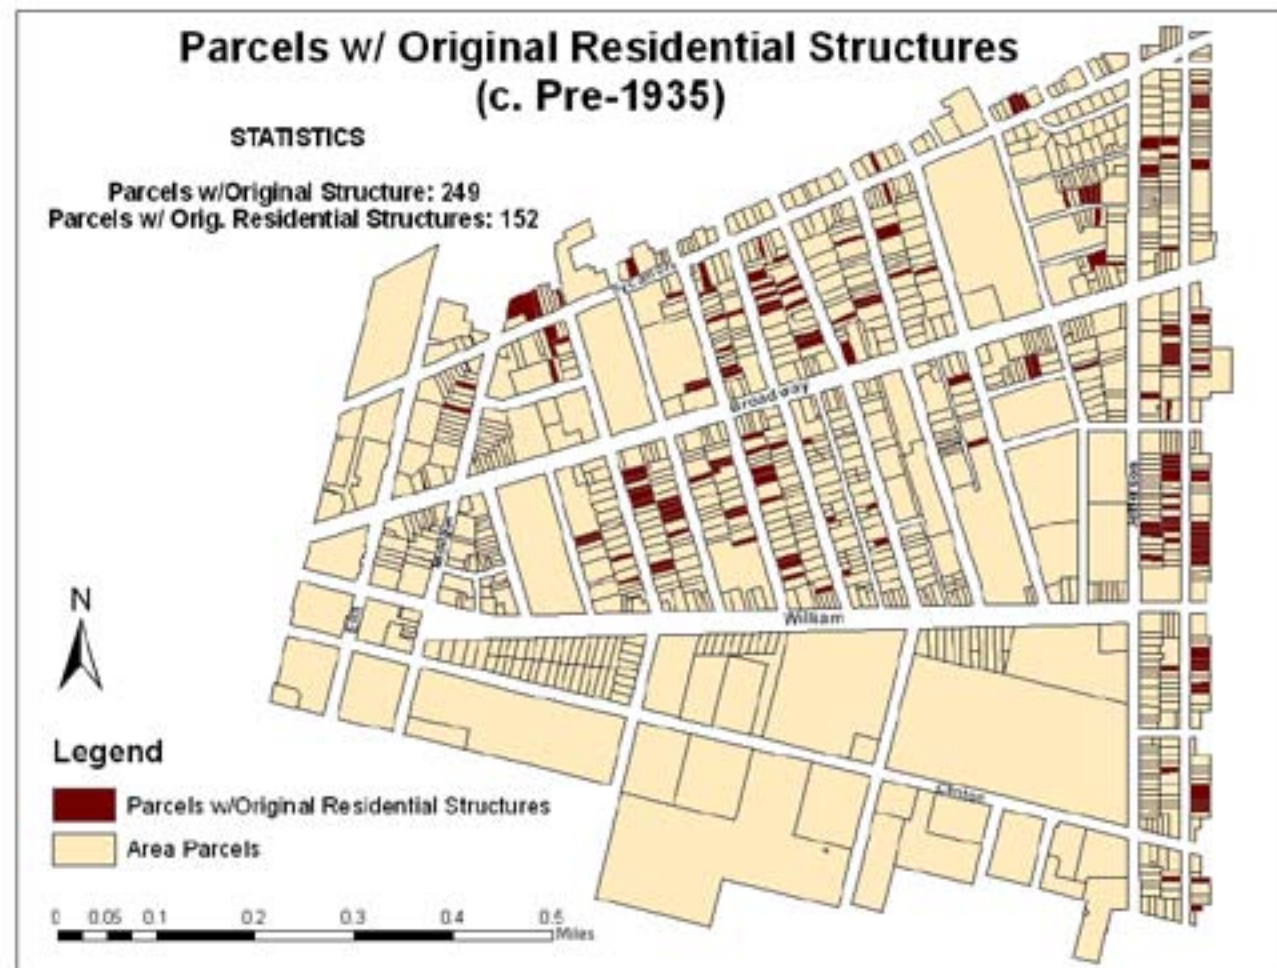 Parcels w/ Original Residential Structures
(c. Pre-1935)
STATISTICS
Parcels w/Original Structure: 249
Parcels w/ Orig. Residential Structures: 152
Broadway
Jefferson
William
Clinton
N
Legend
Parcels w/Original Residential Structures
Area Parcels
0 0.05 0.1 0.2 0.3 0.4 0.5
Miles